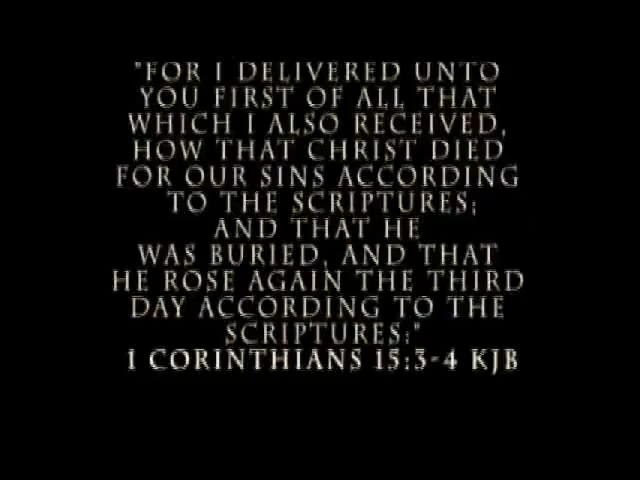 "FOR I DELIVERED UNTO
YOU FIRST OF ALL THAT
WHICH I ALSO RECEIVED,
HOW THAT CHRIST DIED
FOR OUR SINS ACCORDING
TO THE SCRIPTURES;
AND THAT HE
WAS BURIED, AND THAT
HE ROSE AGAIN THE THIRD
DAY ACCORDING TO THE
SCRIPTURES:"
1 CORINTHIANS 15:3-4 KJB